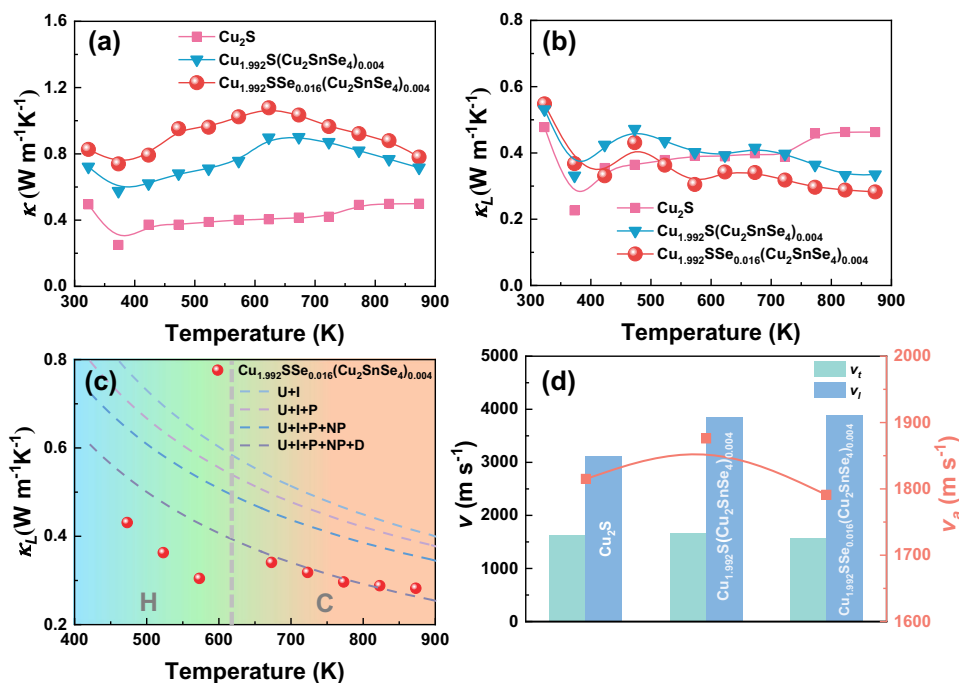 (a)
Cu₂S
Cu₁.₉₉₂S(Cu₂SnSe₄)₀.₀₀₄
Cu₁.₉₉₂SSe₀.₀₁₆(Cu₂SnSe₄)₀.₀₀₄
κ (W m⁻¹K⁻¹)
1.6
1.2
0.8
0.4
0.0
300 400 500 600 700 800 900
Temperature (K)
(b)
Cu₂S
Cu₁.₉₉₂S(Cu₂SnSe₄)₀.₀₀₄
Cu₁.₉₉₂SSe₀.₀₁₆(Cu₂SnSe₄)₀.₀₀₄
κL(W m⁻¹K⁻¹)
0.8
0.6
0.4
0.2
0.0
300 400 500 600 700 800 900
Temperature (K)
(c)
Cu₁.₉₉₂SSe₀.₀₁₆(Cu₂SnSe₄)₀.₀₀₄
U+I
U+I+P
U+I+P+NP
U+I+P+NP+D
H
C
κL(W m⁻¹K⁻¹)
0.8
0.6
0.4
0.2
400 500 600 700 800 900
Temperature (K)
(d)
vt
vl
Cu₂S
Cu₁.₉₉₂S(Cu₂SnSe₄)₀.₀₀₄
Cu₁.₉₉₂SSe₀.₀₁₆(Cu₂SnSe₄)₀.₀₀₄
v (m s⁻¹)
5000
4000
3000
2000
1000
0
2000
1900
1800
1700
1600
va (m s⁻¹)